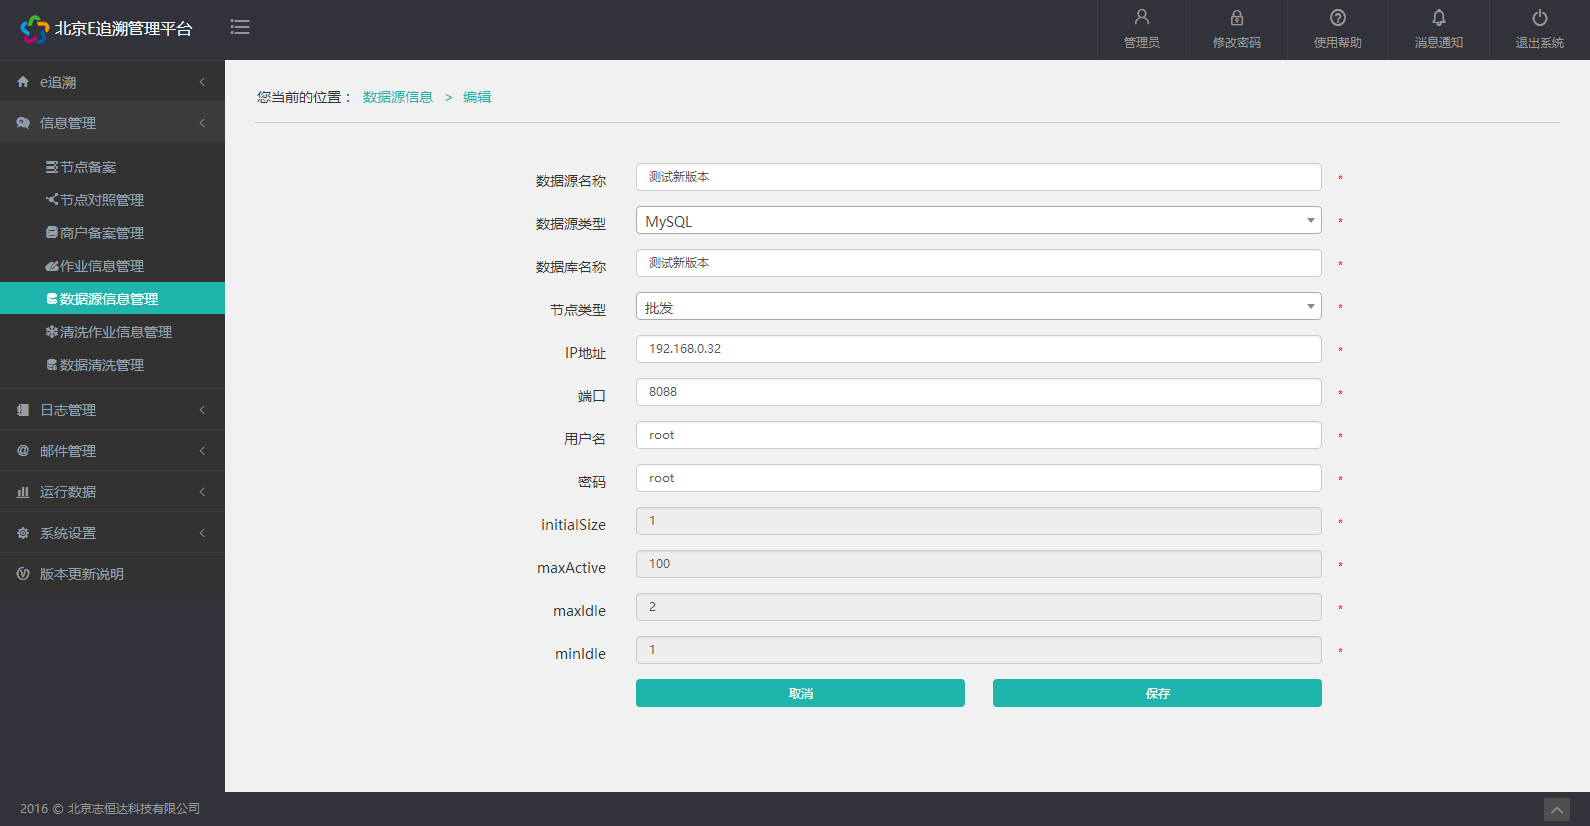 北京E追溯管理平台
管理员
修改密码
使用帮助
消息通知
退出系统
e追溯
信息管理
节点备案
节点对照管理
商户备案管理
作业信息管理
数据源信息管理
清洗作业信息管理
数据清洗管理
日志管理
邮件管理
运行数据
系统设置
版本更新说明
您当前的位置： 数据源信息 > 编辑
数据源名称 测试新版本 *
数据源类型 MySQL *
数据库名称 测试新版本 *
节点类型 批发 *
IP地址 192.168.0.32 *
端口 8088 *
用户名 root *
密码 root *
initialSize 1 *
maxActive 100 *
maxIdle 2 *
minIdle 1 *
取消 保存
2016 © 北京志恒达科技有限公司